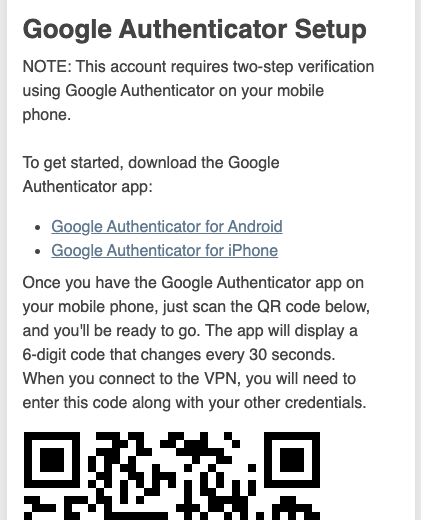 Google Authenticator Setup
NOTE: This account requires two-step verification
using Google Authenticator on your mobile
phone.
To get started, download the Google
Authenticator app:
• Google Authenticator for Android
• Google Authenticator for iPhone
Once you have the Google Authenticator app on
your mobile phone, just scan the QR code below,
and you'll be ready to go. The app will display a
6-digit code that changes every 30 seconds.
When you connect to the VPN, you will need to
enter this code along with your other credentials.